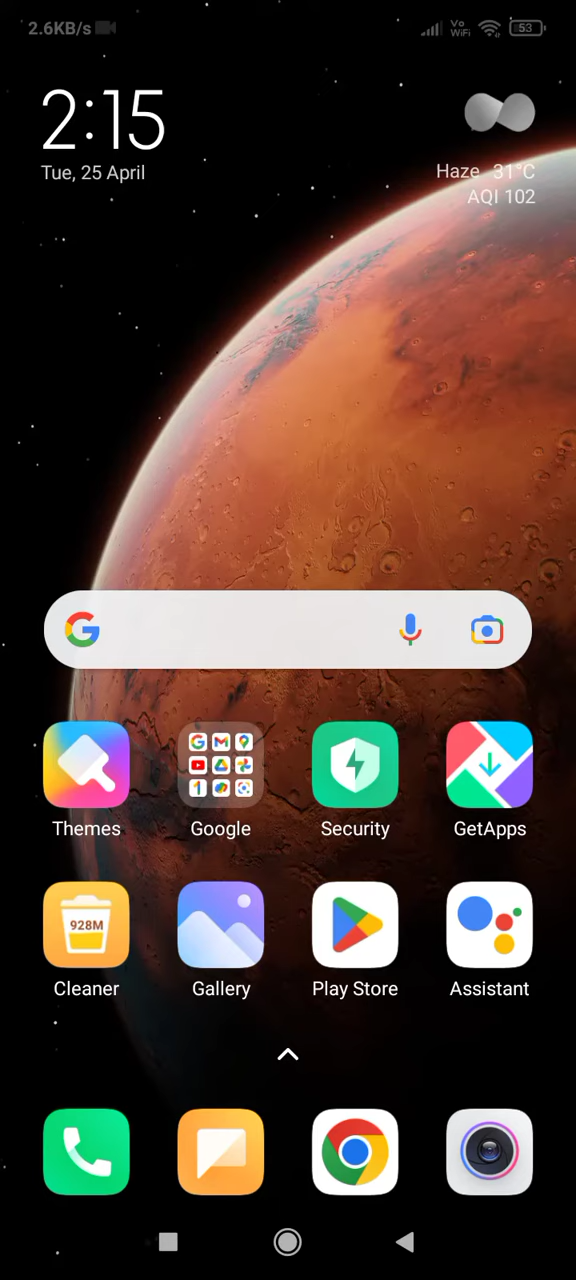 2.6KB/s
Vo
WiFi
53
2:15
Tue, 25 April
Haze 31°C
AQI 102
Themes
Google
Security
GetApps
928M
Cleaner
Gallery
Play Store
Assistant